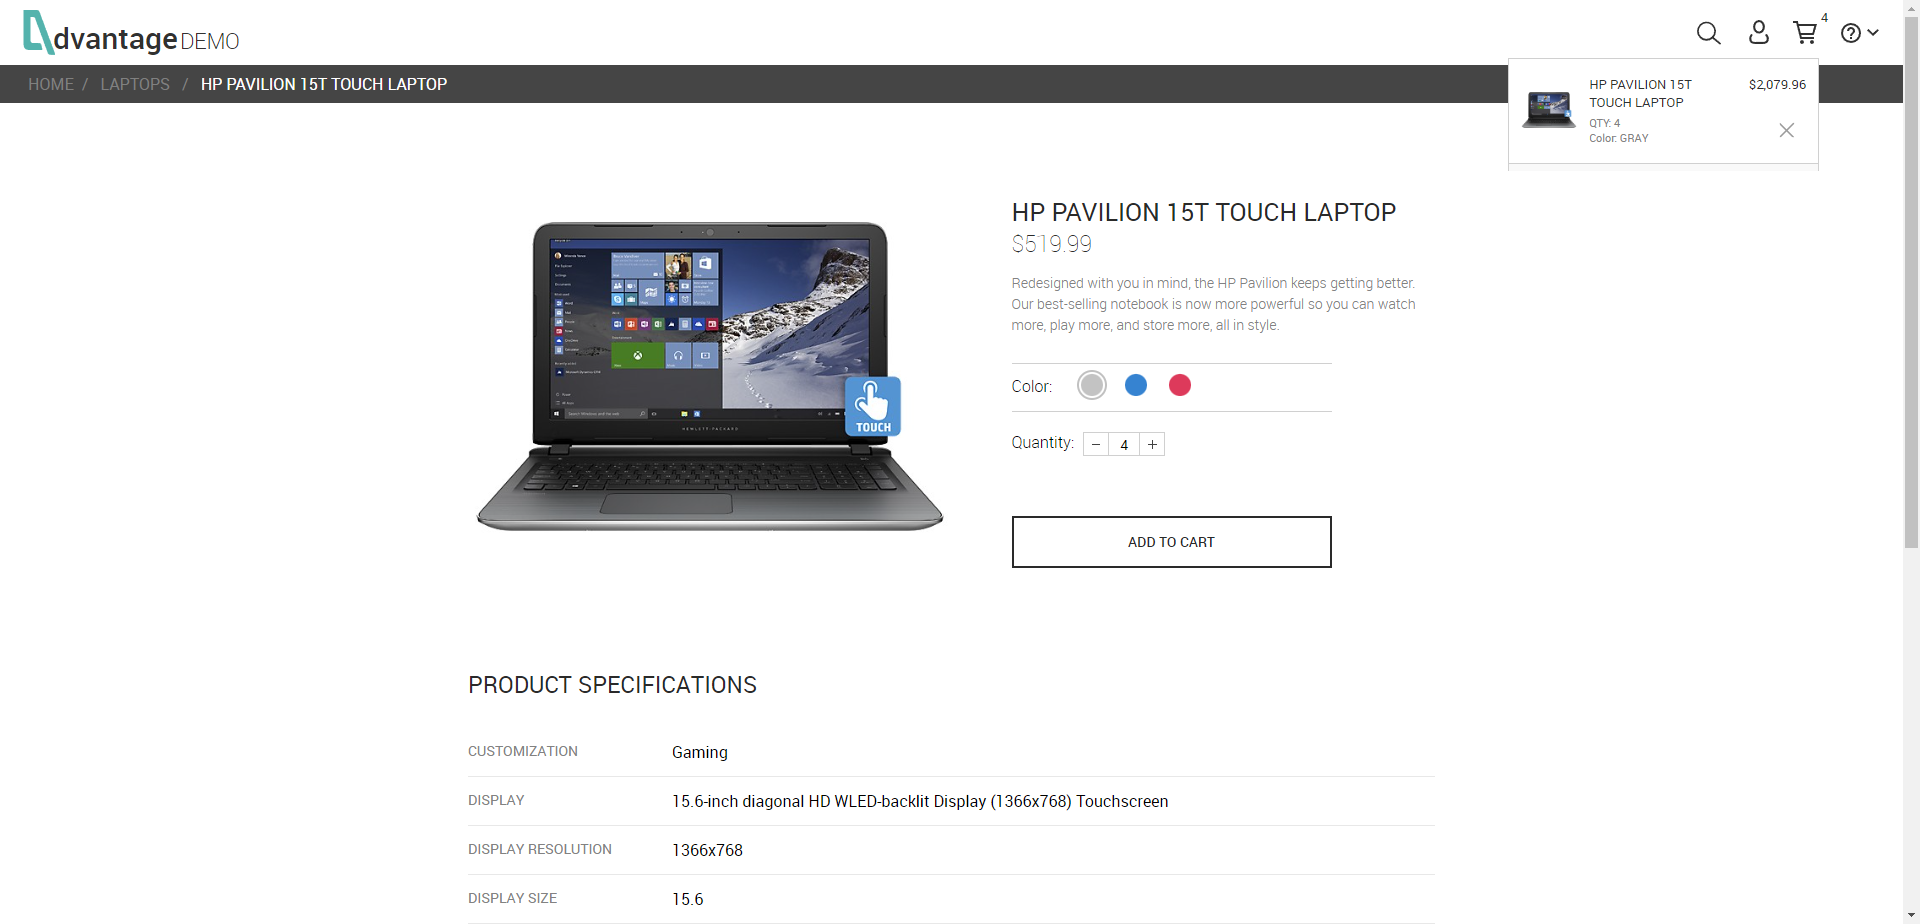 dvantage DEMO
4
HOME / LAPTOPS / HP PAVILION 15T TOUCH LAPTOP
HP PAVILION 15T
TOUCH LAPTOP
$2,079.96
QTY: 4
Color: GRAY
HP PAVILION 15T TOUCH LAPTOP
$519.99
Redesigned with you in mind, the HP Pavilion keeps getting better.
Our best-selling notebook is now more powerful so you can watch
more, play more, and store more, all in style.
TOUCH
HEWLETT-PACKARD
Color:
Quantity: − 4 +
ADD TO CART
PRODUCT SPECIFICATIONS
CUSTOMIZATION Gaming
DISPLAY 15.6-inch diagonal HD WLED-backlit Display (1366x768) Touchscreen
DISPLAY RESOLUTION 1366x768
DISPLAY SIZE 15.6